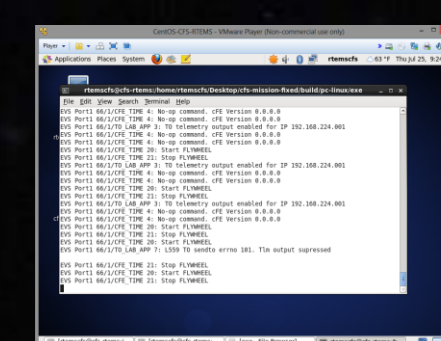 CentOS-CFS-RTEMS - VMware Player (Non-commercial use only)
Player
Applications Places System rtemscfs 63 °F Thu Jul 25, 9:24
rtemscfs@cfs-rtems:/home/rtemscfs/Desktop/cfs-mission-fixed/build/pc-linux/exe
File Edit View Search Terminal Help
EVS Port1 66/1/CFE_TIME 4: No-op command. cFE Version 0.0.0.0
EVS Port1 66/1/TO_LAB_APP 3: TO telemetry output enabled for IP 192.168.224.001
EVS Port1 66/1/CFE_TIME 4: No-op command. cFE Version 0.0.0.0
EVS Port1 66/1/CFE_TIME 4: No-op command. cFE Version 0.0.0.0
EVS Port1 66/1/TO_LAB_APP 3: TO telemetry output enabled for IP 192.168.224.001
EVS Port1 66/1/CFE_TIME 20: Start FLYWHEEL
EVS Port1 66/1/CFE_TIME 21: Stop FLYWHEEL
EVS Port1 66/1/TO_LAB_APP 3: TO telemetry output enabled for IP 192.168.224.001
EVS Port1 66/1/CFE_TIME 4: No-op command. cFE Version 0.0.0.0
EVS Port1 66/1/CFE_TIME 4: No-op command. cFE Version 0.0.0.0
EVS Port1 66/1/CFE_TIME 20: Start FLYWHEEL
EVS Port1 66/1/CFE_TIME 21: Stop FLYWHEEL
EVS Port1 66/1/TO_LAB_APP 3: TO telemetry output enabled for IP 192.168.224.001
EVS Port1 66/1/CFE_TIME 4: No-op command. cFE Version 0.0.0.0
EVS Port1 66/1/CFE_TIME 4: No-op command. cFE Version 0.0.0.0
EVS Port1 66/1/CFE_TIME 20: Start FLYWHEEL
EVS Port1 66/1/CFE_TIME 21: Stop FLYWHEEL
EVS Port1 66/1/TO_LAB_APP 7: L559 TO sendto errno 101. Tlm output supressed
EVS Port1 66/1/CFE_TIME 21: Stop FLYWHEEL
EVS Port1 66/1/CFE_TIME 20: Start FLYWHEEL
EVS Port1 66/1/CFE_TIME 21: Stop FLYWHEEL